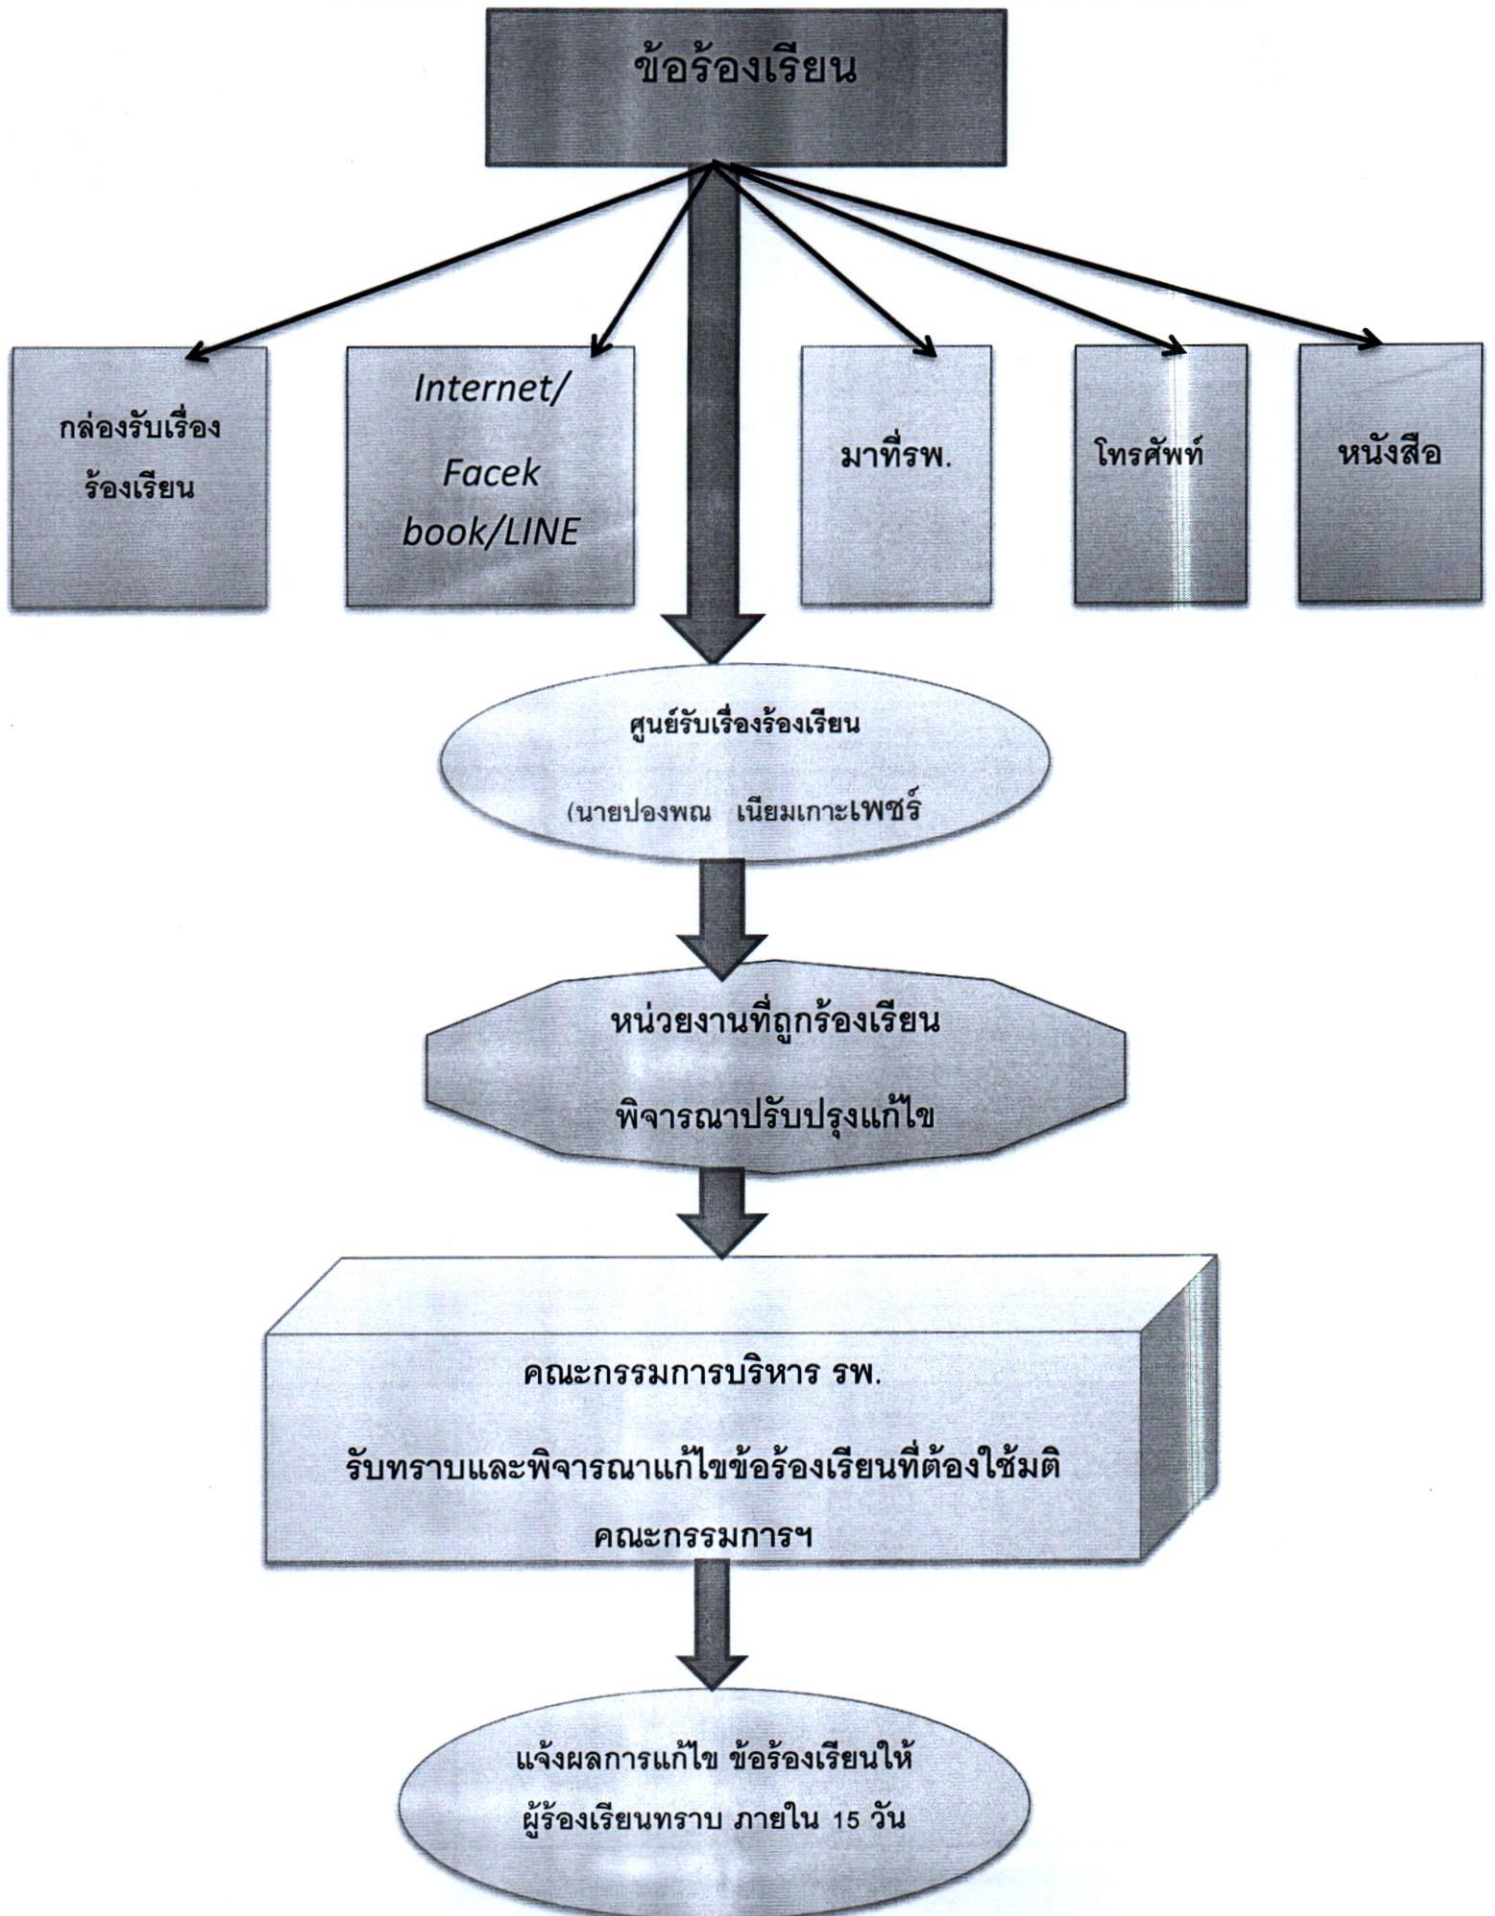 ข้อร้องเรียน
กล่องรับเรื่อง
ร้องเรียน
Internet/
Facek
book/LINE
มาที่รพ.
โทรศัพท์
หนังสือ
ศูนย์รับเรื่องร้องเรียน
(นายปองพณ เนียมเกาะเพชร์
หน่วยงานที่ถูกร้องเรียน
พิจารณาปรับปรุงแก้ไข
คณะกรรมการบริหาร รพ.
รับทราบและพิจารณาแก้ไขข้อร้องเรียนที่ต้องใช้มติ
คณะกรรมการฯ
แจ้งผลการแก้ไข ข้อร้องเรียนให้
ผู้ร้องเรียนทราบ ภายใน 15 วัน